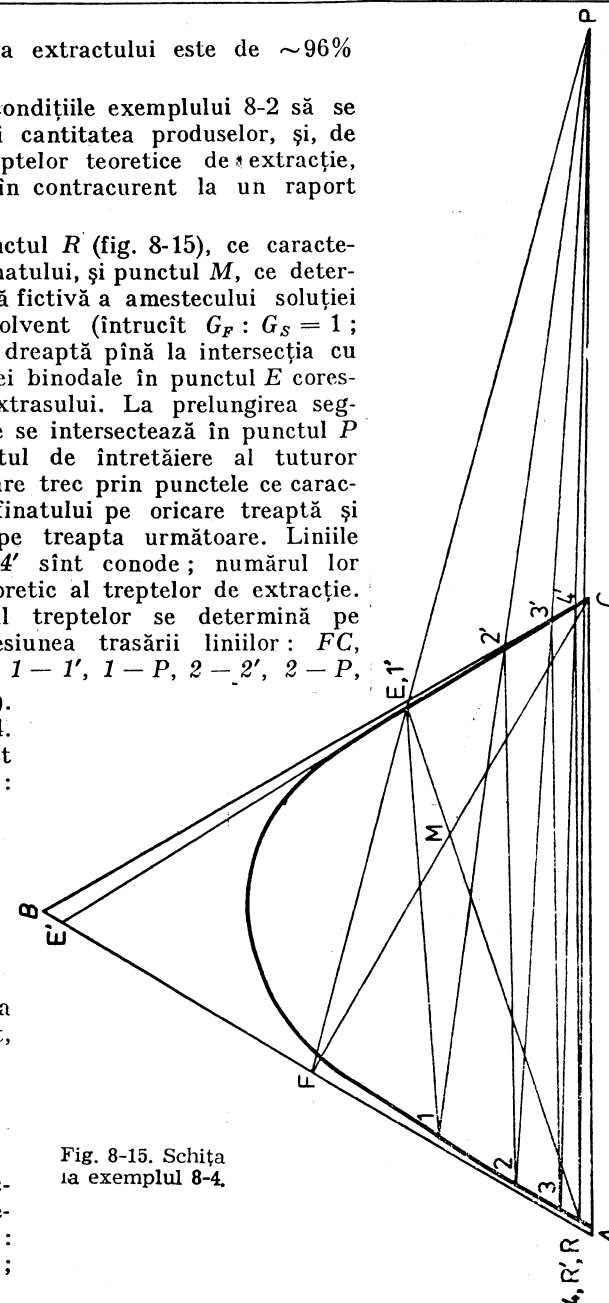 a extractului este de ~96%
condițiile exemplului 8-2 să se
i cantitatea produselor, și, de
ptelor teoretice de extracție,
în contracurent la un raport
nctul R (fig. 8-15), ce caracte-
natului, și punctul M, ce deter-
ă fictivă a amestecului soluției
olvent (întrucît G_F : G_S = 1 ;
dreaptă pînă la intersecția cu
ei binodale în punctul E cores-
xtrasului. La prelungirea seg-
e se intersectează în punctul P
tul de întretăiere al tuturor
are trec prin punctele ce carac-
finatului pe oricare treaptă și
pe treapta următoare. Liniile
4′ sînt conode ; numărul lor
oretic al treptelor de extracție.
l treptelor se determină pe
esiunea trasării liniilor : FC,
1 — 1′, 1 — P, 2 — 2′, 2 — P,
).
4.
t
:
a
t,
c-
e-
:
;
P
C
4′
3′
2′
E, 1′
M
B
E′
F
1
2
3
4, R′, R
A
Fig. 8-15. Schița
la exemplul 8-4.